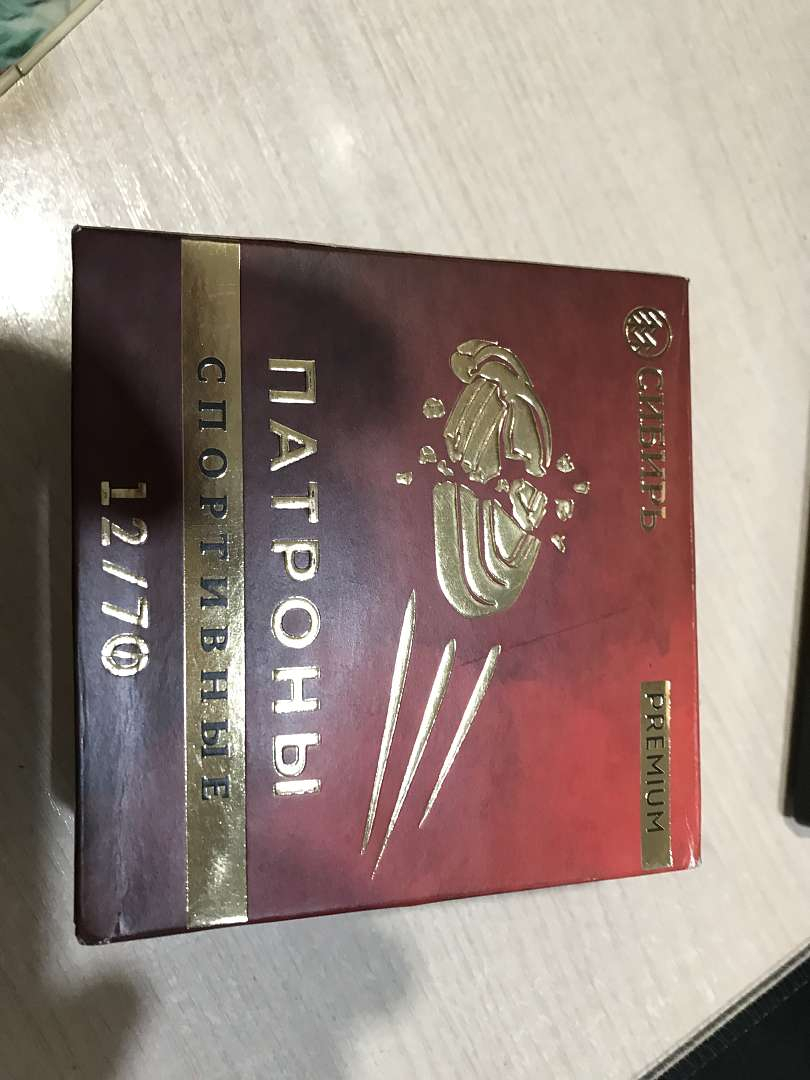 СИБИРЬ
PREMIUM
ПАТРОНЫ
СПОРТИВНЫЕ
12/70